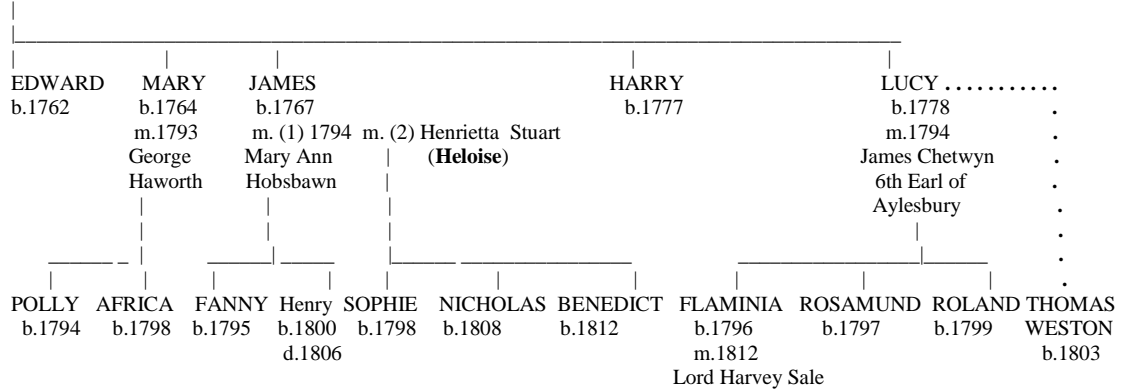 EDWARD MARY JAMES HARRY LUCY . . . . . . . . . . .
b.1762 b.1764 b.1767 b.1777 b.1778
m.1793 m. (1) 1794 m. (2) Henrietta Stuart m.1794
George Mary Ann (Heloise) James Chetwyn
Haworth Hobsbawn 6th Earl of
Aylesbury
POLLY AFRICA FANNY Henry SOPHIE NICHOLAS BENEDICT FLAMINIA ROSAMUND ROLAND THOMAS
b.1794 b.1798 b.1795 b.1800 b.1798 b.1808 b.1812 b.1796 b.1797 b.1799 WESTON
d.1806 m.1812 b.1803
Lord Harvey Sale